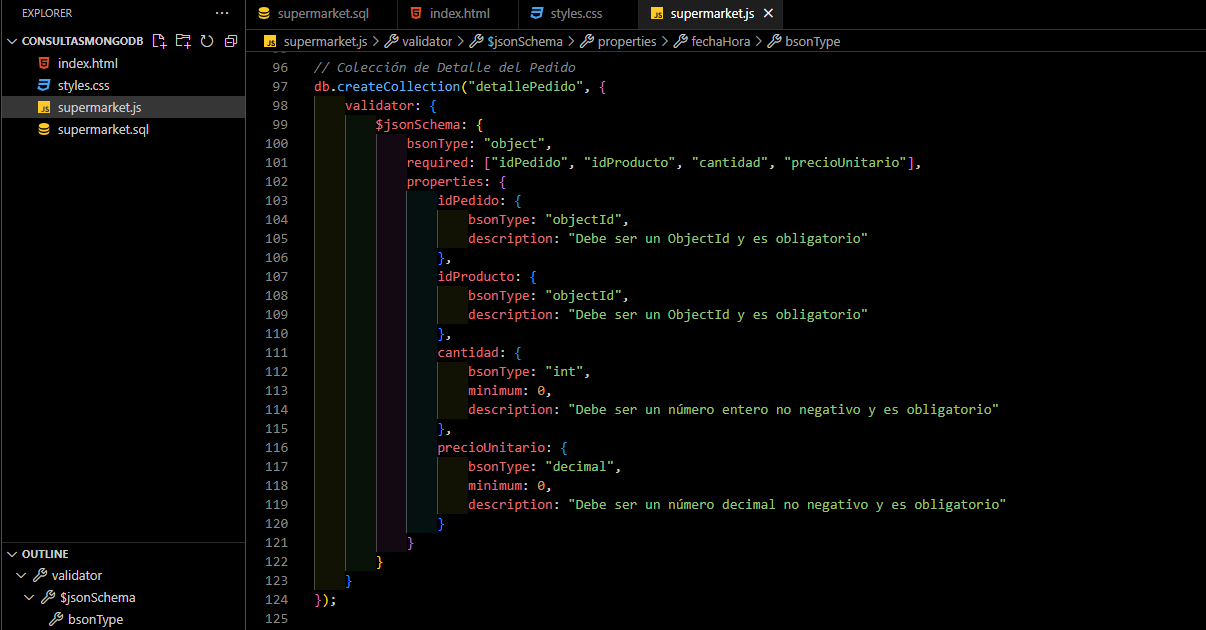 EXPLORER ...
CONSULTASMONGODB
index.html
styles.css
JS supermarket.js
supermarket.sql
OUTLINE
validator
$jsonSchema
bsonType
supermarket.sql index.html styles.css JS supermarket.js ×
JS supermarket.js > validator > $jsonSchema > properties > fechaHora > bsonType
96 // Colección de Detalle del Pedido
97 db.createCollection("detallePedido", {
98 validator: {
99 $jsonSchema: {
100 bsonType: "object",
101 required: ["idPedido", "idProducto", "cantidad", "precioUnitario"],
102 properties: {
103 idPedido: {
104 bsonType: "objectId",
105 description: "Debe ser un ObjectId y es obligatorio"
106 },
107 idProducto: {
108 bsonType: "objectId",
109 description: "Debe ser un ObjectId y es obligatorio"
110 },
111 cantidad: {
112 bsonType: "int",
113 minimum: 0,
114 description: "Debe ser un número entero no negativo y es obligatorio"
115 },
116 precioUnitario: {
117 bsonType: "decimal",
118 minimum: 0,
119 description: "Debe ser un número decimal no negativo y es obligatorio"
120 }
121 }
122 }
123 }
124 });
125